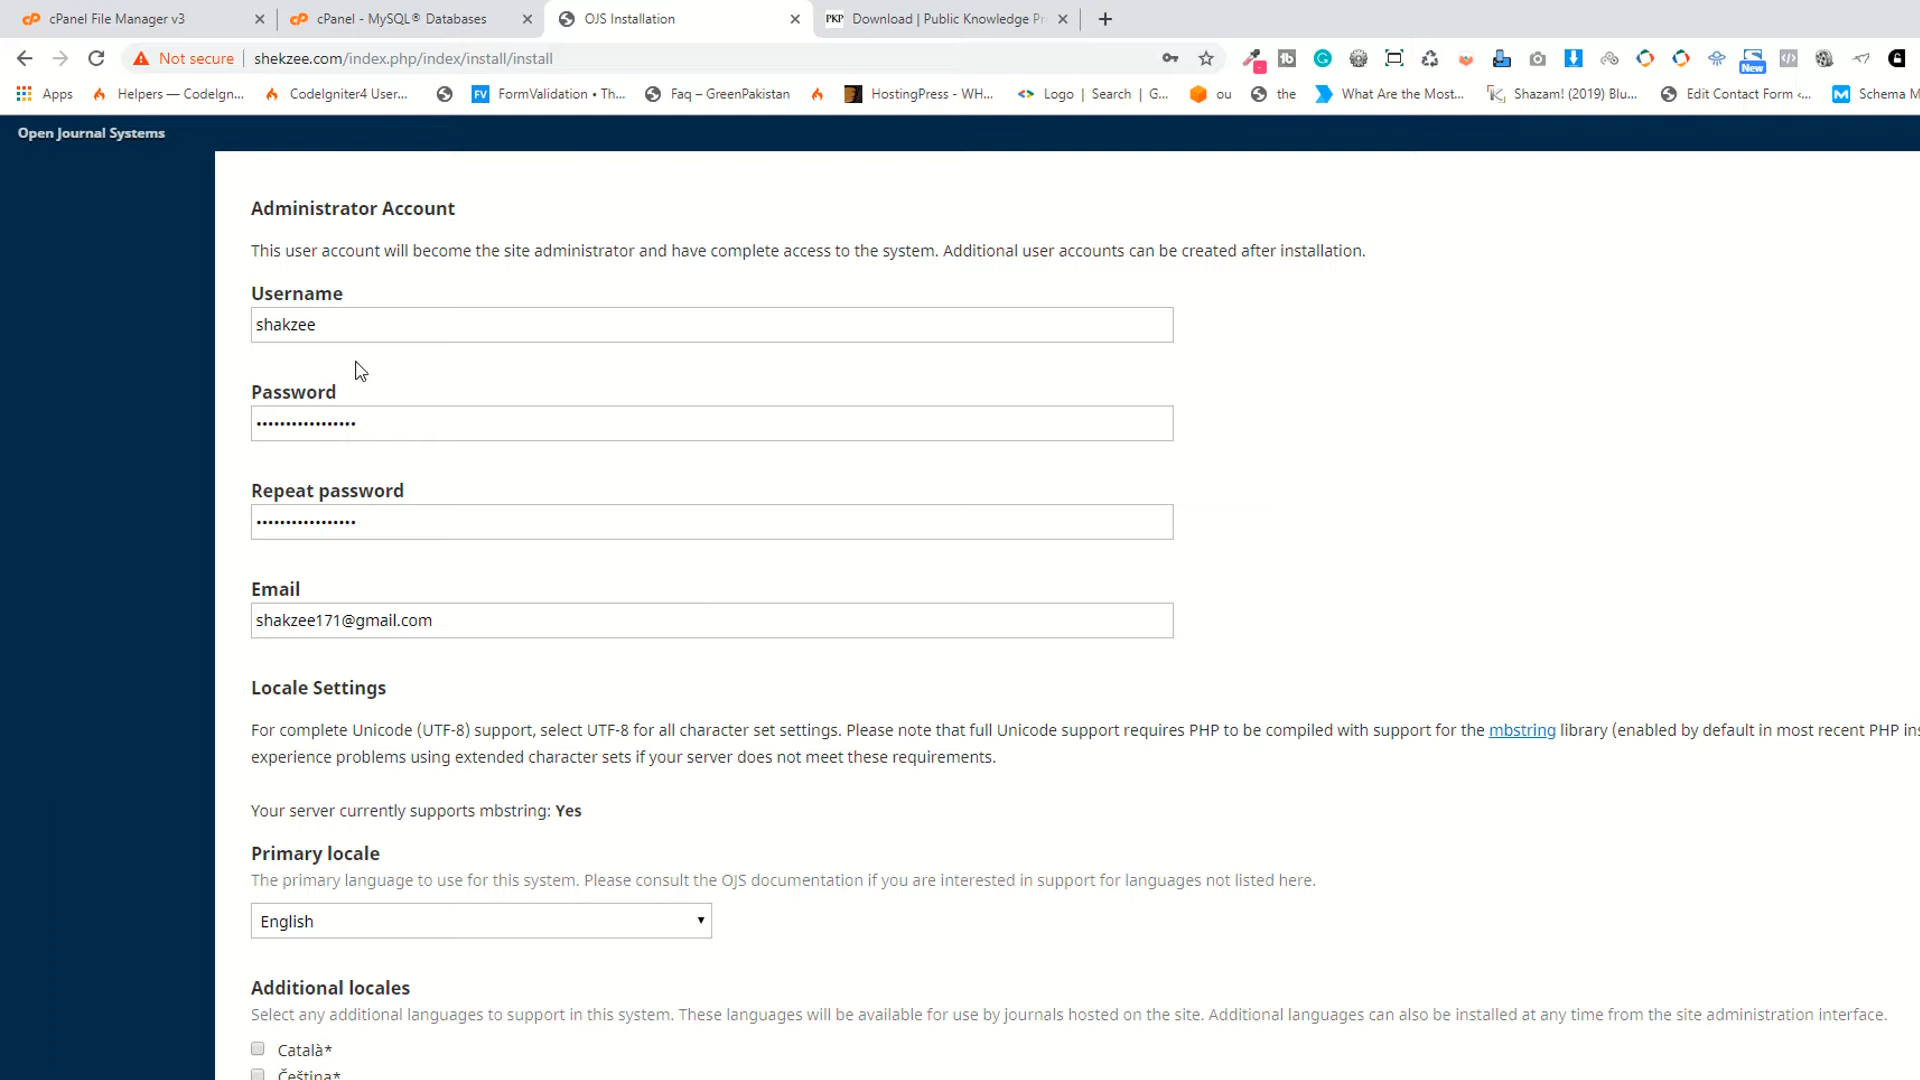 cPanel File Manager v3
cPanel - MySQL® Databases
OJS Installation
PKP Download | Public Knowledge Pr
Not secure
shekzee.com/index.php/index/install/install
New
Apps
Helpers — CodeIgn...
CodeIgniter4 User...
FV FormValidation • Th...
Faq – GreenPakistan
HostingPress - WH...
Logo | Search | G...
ou
the
What Are the Most...
Shazam! (2019) Blu...
Edit Contact Form ‹...
Schema M
Open Journal Systems
Administrator Account
This user account will become the site administrator and have complete access to the system. Additional user accounts can be created after installation.
Username
shakzee
Password
•••••••••••••••••
Repeat password
•••••••••••••••••
Email
shakzee171@gmail.com
Locale Settings
For complete Unicode (UTF-8) support, select UTF-8 for all character set settings. Please note that full Unicode support requires PHP to be compiled with support for the mbstring library (enabled by default in most recent PHP ins
experience problems using extended character sets if your server does not meet these requirements.
Your server currently supports mbstring: Yes
Primary locale
The primary language to use for this system. Please consult the OJS documentation if you are interested in support for languages not listed here.
English
Additional locales
Select any additional languages to support in this system. These languages will be available for use by journals hosted on the site. Additional languages can also be installed at any time from the site administration interface.
Català*
Čeština*